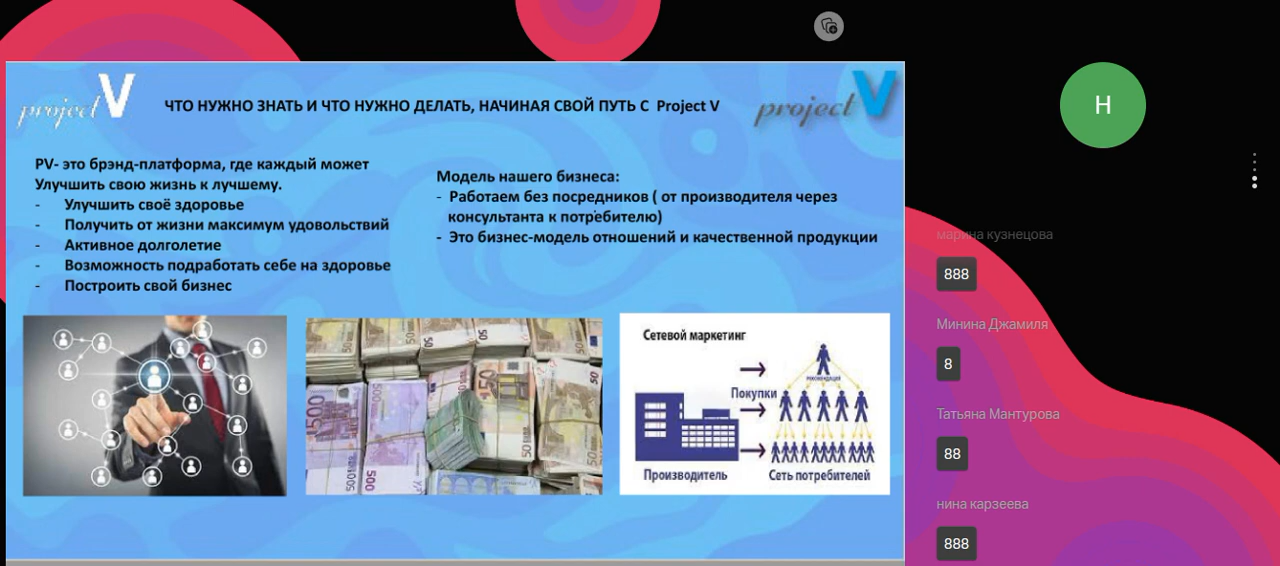 project V
ЧТО НУЖНО ЗНАТЬ И ЧТО НУЖНО ДЕЛАТЬ, НАЧИНАЯ СВОЙ ПУТЬ С Project V
project V
PV- это брэнд-платформа, где каждый может
Улучшить свою жизнь к лучшему.
- Улучшить своё здоровье
- Получить от жизни максимум удовольствий
- Активное долголетие
- Возможность подработать себе на здоровье
- Построить свой бизнес
Модель нашего бизнеса:
- Работаем без посредников ( от производителя через
консультанта к потребителю)
- Это бизнес-модель отношений и качественной продукции
Сетевой маркетинг
РЕКОМЕНДАЦИЯ
Покупки
Производитель
Сеть потребителей
Н
марина кузнецова
888
Минина Джамиля
8
Татьяна Мантурова
88
нина карзеева
888